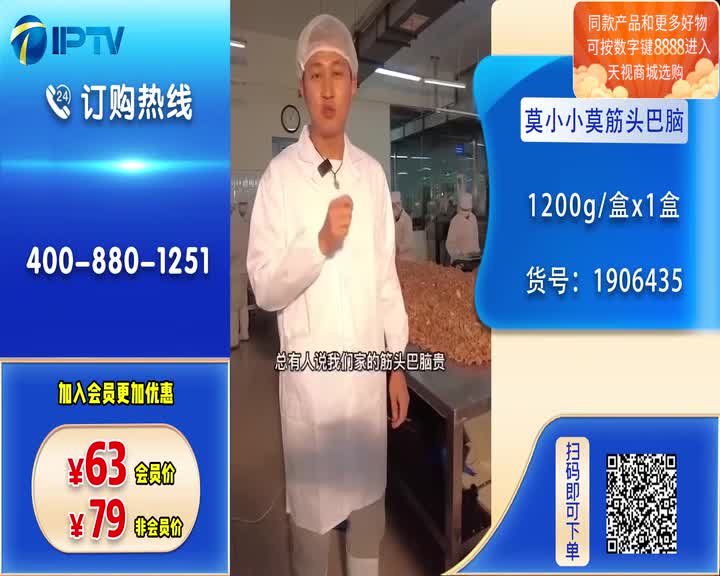 IPTV
24
订购热线
400-880-1251
加入会员更加优惠
¥63 会员价
¥79 非会员价
总有人说我们家的筋头巴脑贵
同款产品和更多好物
可按数字键8888进入
天视商城选购
莫小小莫筋头巴脑
1200g/盒x1盒
货号：1906435
扫码即可下单